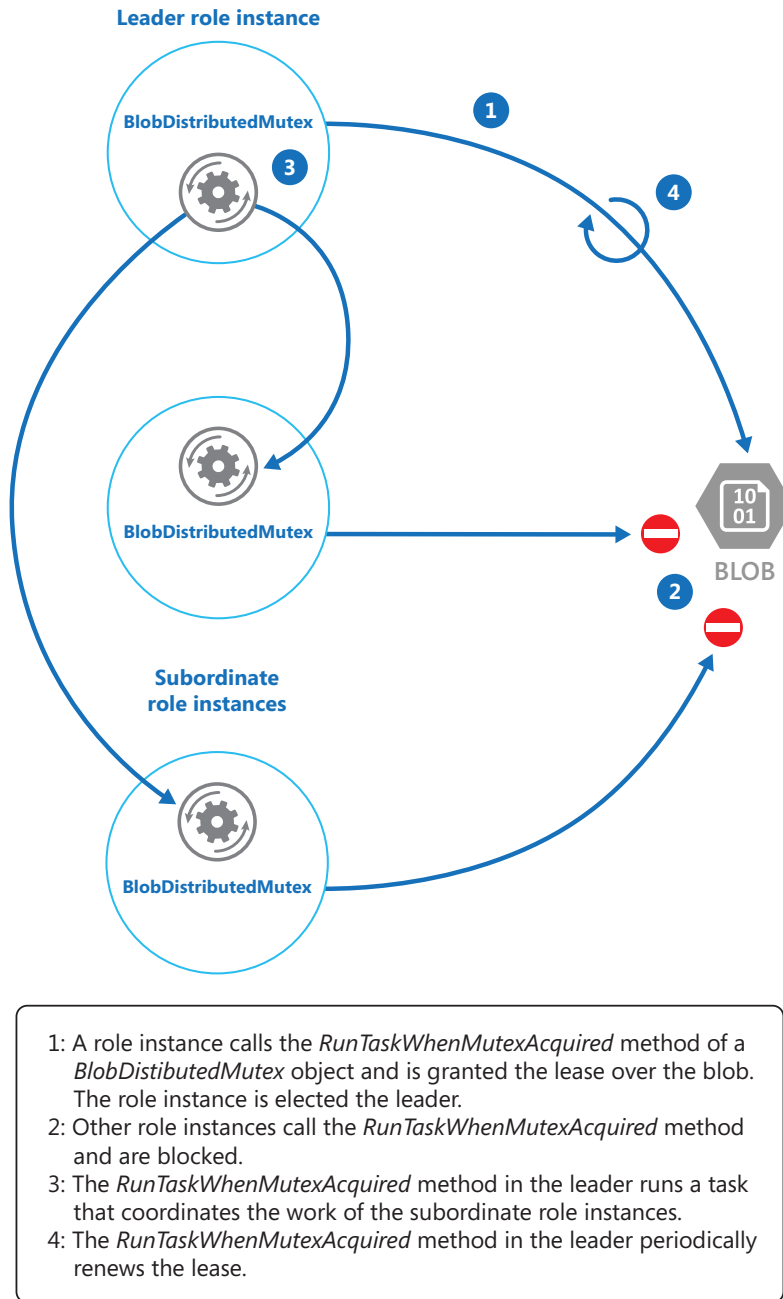 Leader role instance
BlobDistributedMutex
1
3
4
BlobDistributedMutex
10
01
BLOB
2
Subordinate
role instances
BlobDistributedMutex
1: A role instance calls the RunTaskWhenMutexAcquired method of a
BlobDistibutedMutex object and is granted the lease over the blob.
The role instance is elected the leader.
2: Other role instances call the RunTaskWhenMutexAcquired method
and are blocked.
3: The RunTaskWhenMutexAcquired method in the leader runs a task
that coordinates the work of the subordinate role instances.
4: The RunTaskWhenMutexAcquired method in the leader periodically
renews the lease.